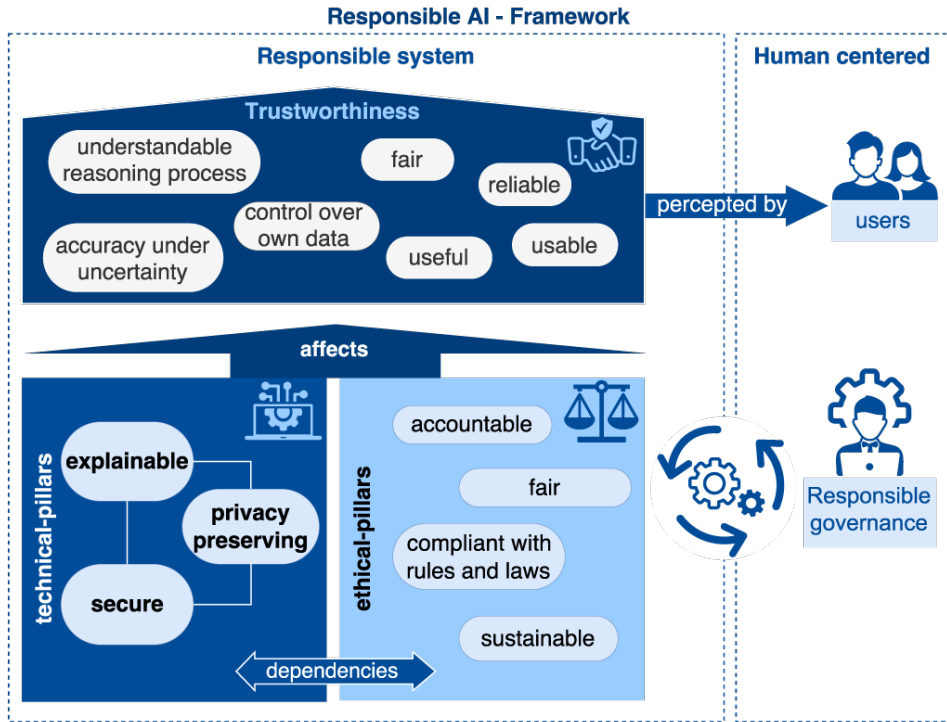 Responsible AI - Framework
Responsible system
Human centered
Trustworthiness
understandable
reasoning process
fair
reliable
control over
own data
accuracy under
uncertainty
useful
usable
percepted by
users
affects
technical-pillars
explainable
privacy
preserving
secure
ethical-pillars
accountable
fair
compliant with
rules and laws
sustainable
dependencies
Responsible
governance